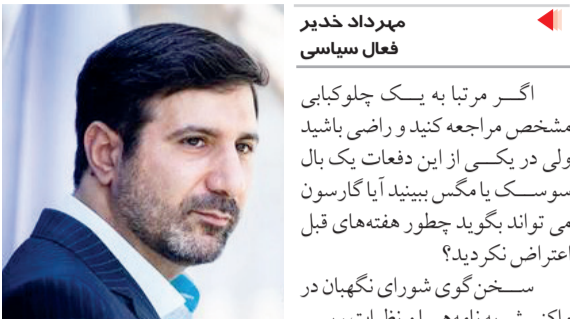 مهرداد خدیر
فعال سیاسی
اگر مرتبا به یک چلوکبابی
مشخص مراجعه کنید و راضی باشید
ولی در یکی از این دفعات یک بال
سوسک یا مگس ببینید آیا گارسون
می تواند بگوید چطور هفته‌های قبل
اعتراض نکردید؟
سخن‌گوی شورای نگهبان در